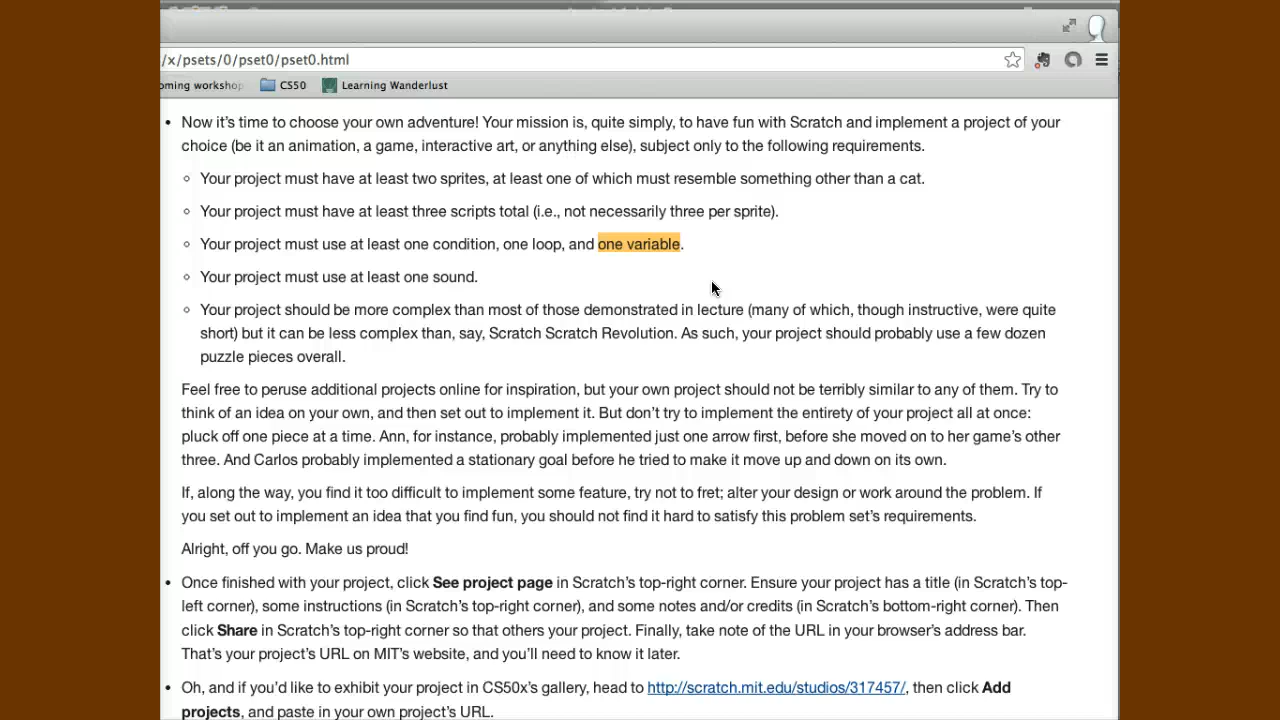 /x/psets/0/pset0/pset0.html
oming workshop CS50 Learning Wanderlust
• Now it’s time to choose your own adventure! Your mission is, quite simply, to have fun with Scratch and implement a project of your
choice (be it an animation, a game, interactive art, or anything else), subject only to the following requirements.
◦ Your project must have at least two sprites, at least one of which must resemble something other than a cat.
◦ Your project must have at least three scripts total (i.e., not necessarily three per sprite).
◦ Your project must use at least one condition, one loop, and one variable.
◦ Your project must use at least one sound.
◦ Your project should be more complex than most of those demonstrated in lecture (many of which, though instructive, were quite
short) but it can be less complex than, say, Scratch Scratch Revolution. As such, your project should probably use a few dozen
puzzle pieces overall.
Feel free to peruse additional projects online for inspiration, but your own project should not be terribly similar to any of them. Try to
think of an idea on your own, and then set out to implement it. But don’t try to implement the entirety of your project all at once:
pluck off one piece at a time. Ann, for instance, probably implemented just one arrow first, before she moved on to her game’s other
three. And Carlos probably implemented a stationary goal before he tried to make it move up and down on its own.
If, along the way, you find it too difficult to implement some feature, try not to fret; alter your design or work around the problem. If
you set out to implement an idea that you find fun, you should not find it hard to satisfy this problem set’s requirements.
Alright, off you go. Make us proud!
• Once finished with your project, click See project page in Scratch’s top-right corner. Ensure your project has a title (in Scratch’s top-
left corner), some instructions (in Scratch’s top-right corner), and some notes and/or credits (in Scratch’s bottom-right corner). Then
click Share in Scratch’s top-right corner so that others your project. Finally, take note of the URL in your browser’s address bar.
That’s your project’s URL on MIT’s website, and you’ll need to know it later.
• Oh, and if you’d like to exhibit your project in CS50x’s gallery, head to http://scratch.mit.edu/studios/317457/, then click Add
projects, and paste in your own project’s URL.